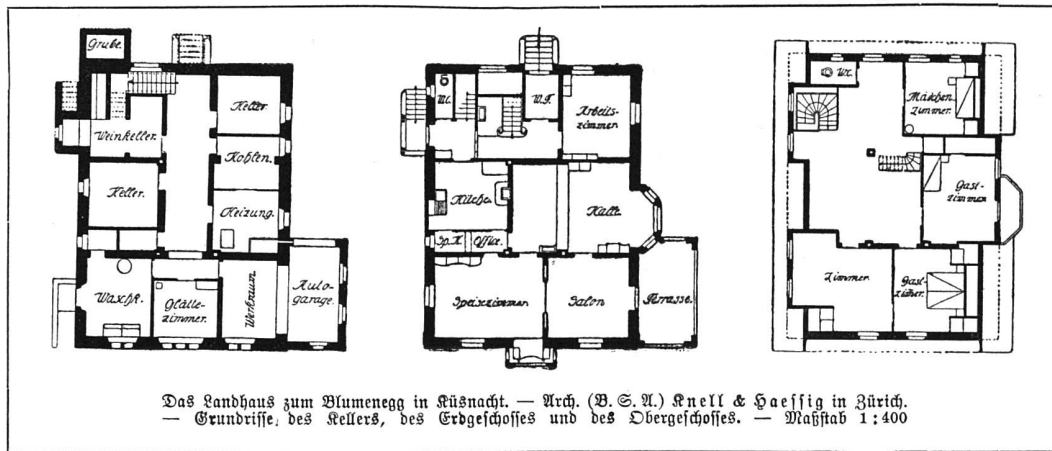 Grube.
Keller
Weinkeller
Kohlen.
Keller.
Heizung.
Waschk.
Glätte-
zimmer.
Werkraum.
Auto-
garage.
W.C.
W.F.
Arbeits-
zimmer.
Küche.
Halle
Sp.K.
Office.
Speisezimmer.
Salon
Terrasse.
W.C.
Mädchen
Zimmer.
Gast-
zimmer
Zimmer.
Gast-
zimmer.
Das Landhaus zum Blumenegg in Küsnacht. — Arch. (B. S. A.) Knell & Haessig in Zürich.
— Grundrisse des Kellers, des Erdgeschosses und des Obergeschosses. — Maßstab 1 : 400